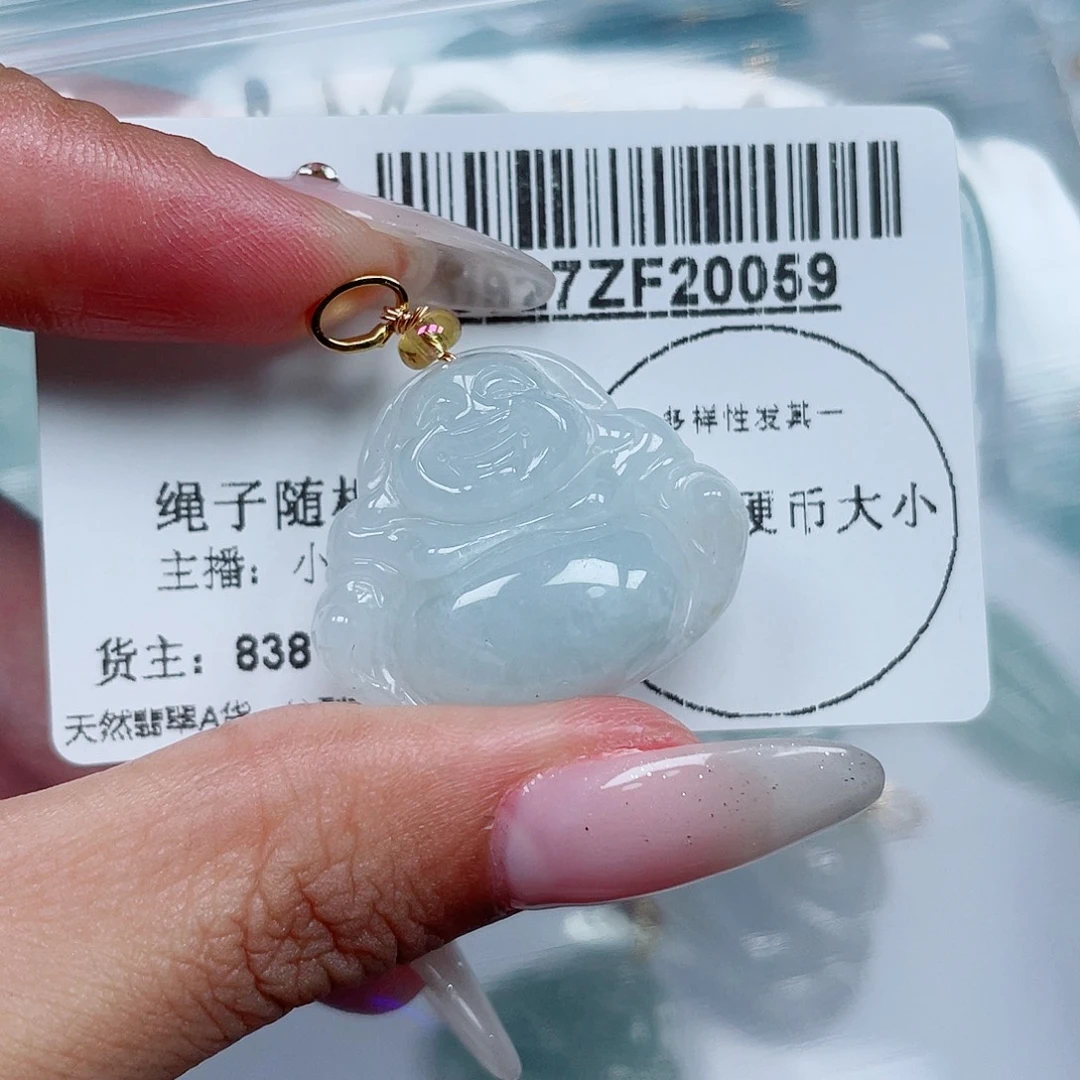 7ZF20059
样性发其一
绳子随
硬币大小
主播：小
货主：838
天然翡翠A货